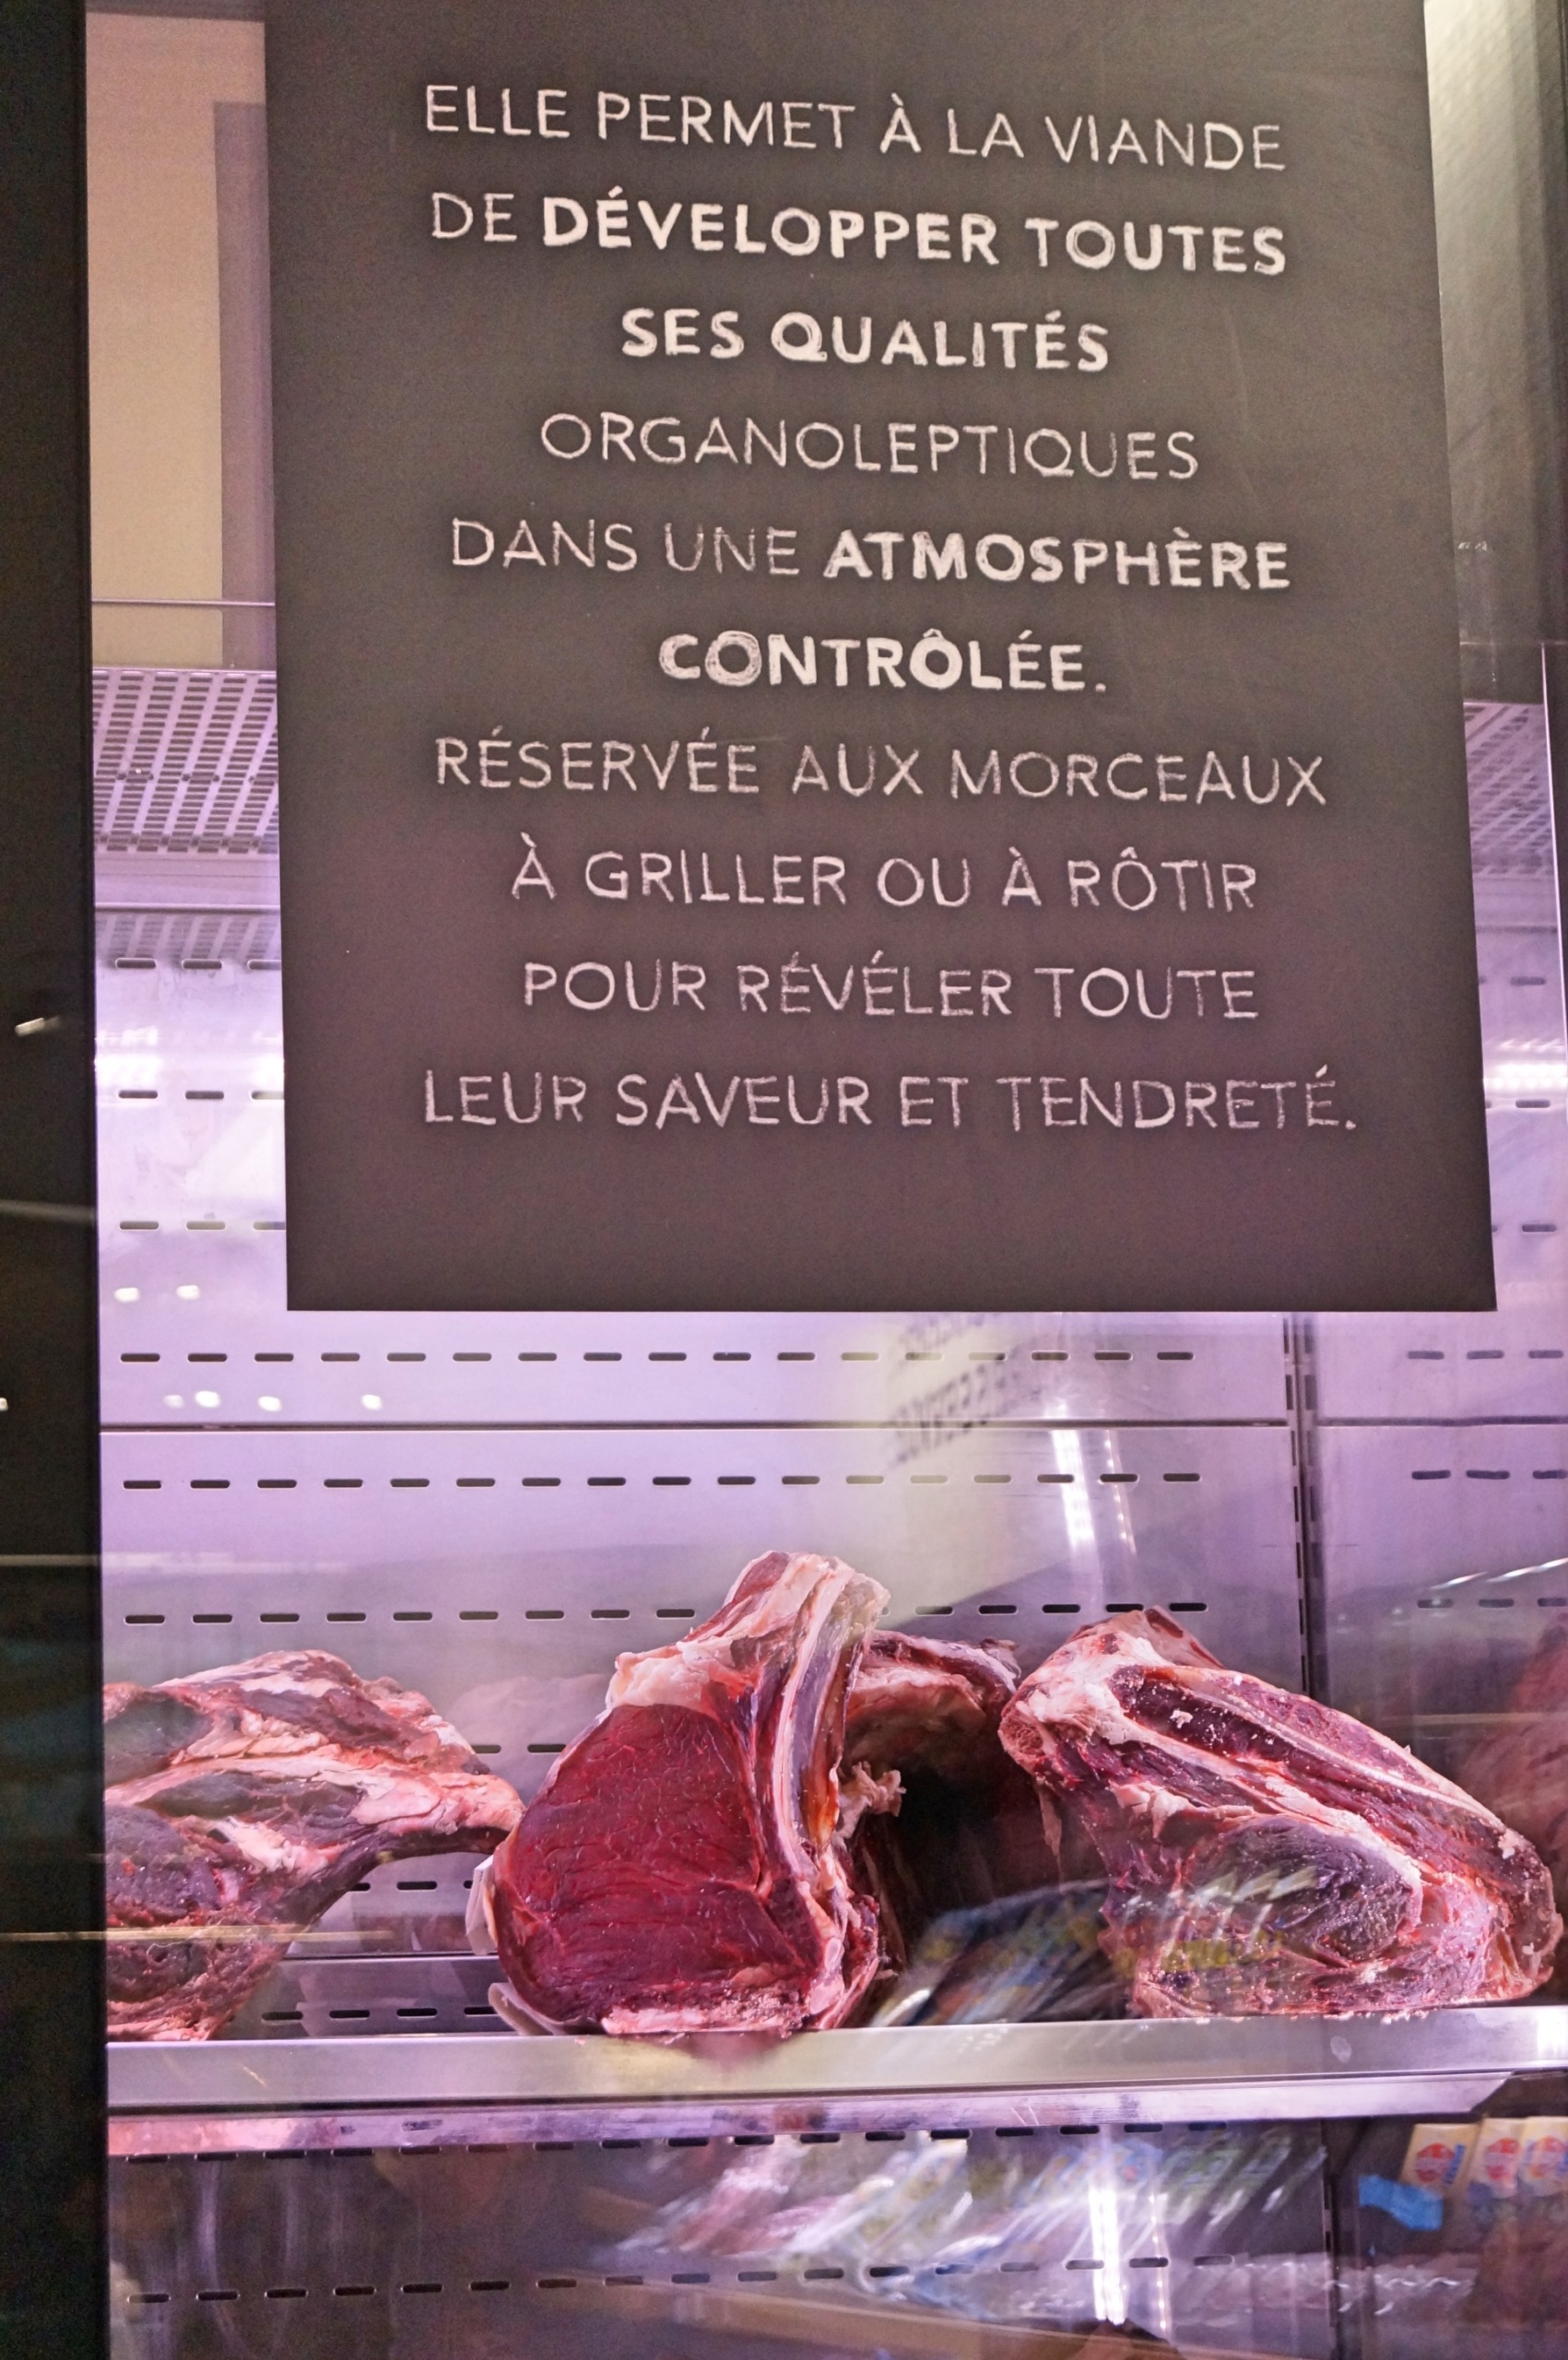 ELLE PERMET À LA VIANDE
DE DÉVELOPPER TOUTES
SES QUALITÉS
ORGANOLEPTIQUES
DANS UNE ATMOSPHÈRE
CONTRÔLÉE.
RÉSERVÉE AUX MORCEAUX
À GRILLER OU À RÔTIR
POUR RÉVÉLER TOUTE
LEUR SAVEUR ET TENDRETÉ.